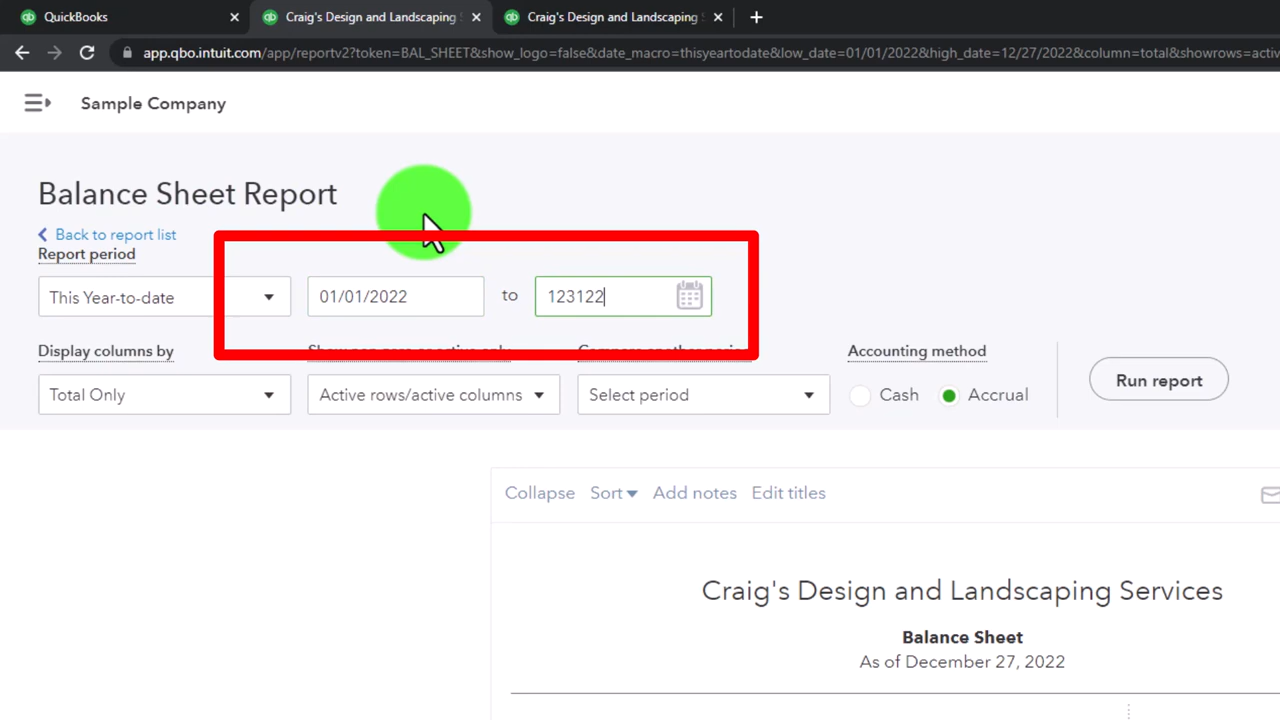 QuickBooks
Craig's Design and Landscaping
Craig's Design and Landscaping
app.qbo.intuit.com/app/reportv2?token=BAL_SHEET&show_logo=false&date_macro=thisyeartodate&low_date=01/01/2022&high_date=12/27/2022&column=total&showrows=activ
Sample Company
Balance Sheet Report
Back to report list
Report period
This Year-to-date
01/01/2022
to
123122
Display columns by
Accounting method
Total Only
Active rows/active columns
Select period
Cash
Accrual
Run report
Collapse
Sort
Add notes
Edit titles
Craig's Design and Landscaping Services
Balance Sheet
As of December 27, 2022